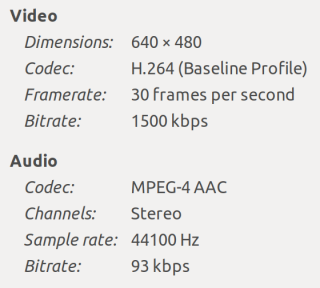 Video
Dimensions: 640 × 480
Codec: H.264 (Baseline Profile)
Framerate: 30 frames per second
Bitrate: 1500 kbps
Audio
Codec: MPEG-4 AAC
Channels: Stereo
Sample rate: 44100 Hz
Bitrate: 93 kbps